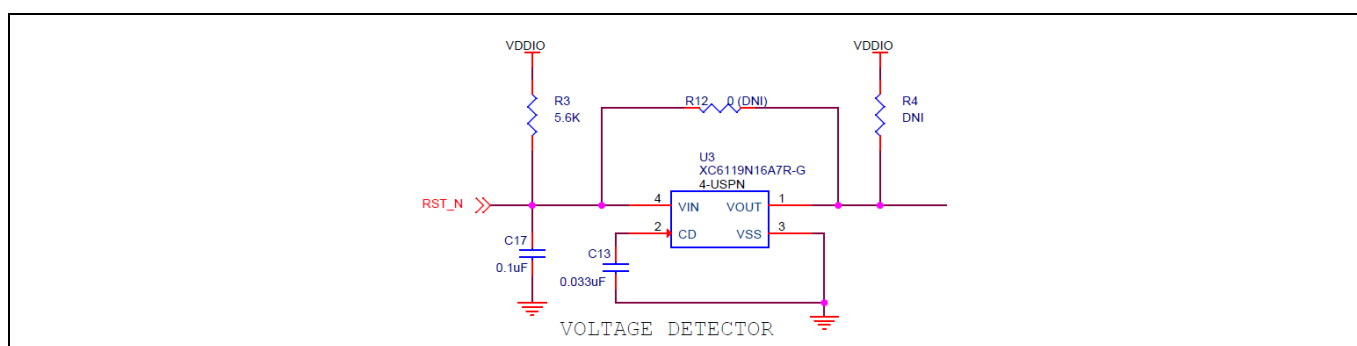 VDDIO
VDDIO
R3
5.6K
R12 0 (DNI)
R4
DNI
U3
XC6119N16A7R-G
4-USPN
RST_N
4
VIN
VOUT
1
2
CD
VSS
3
C17
0.1uF
C13
0.033uF
VOLTAGE DETECTOR